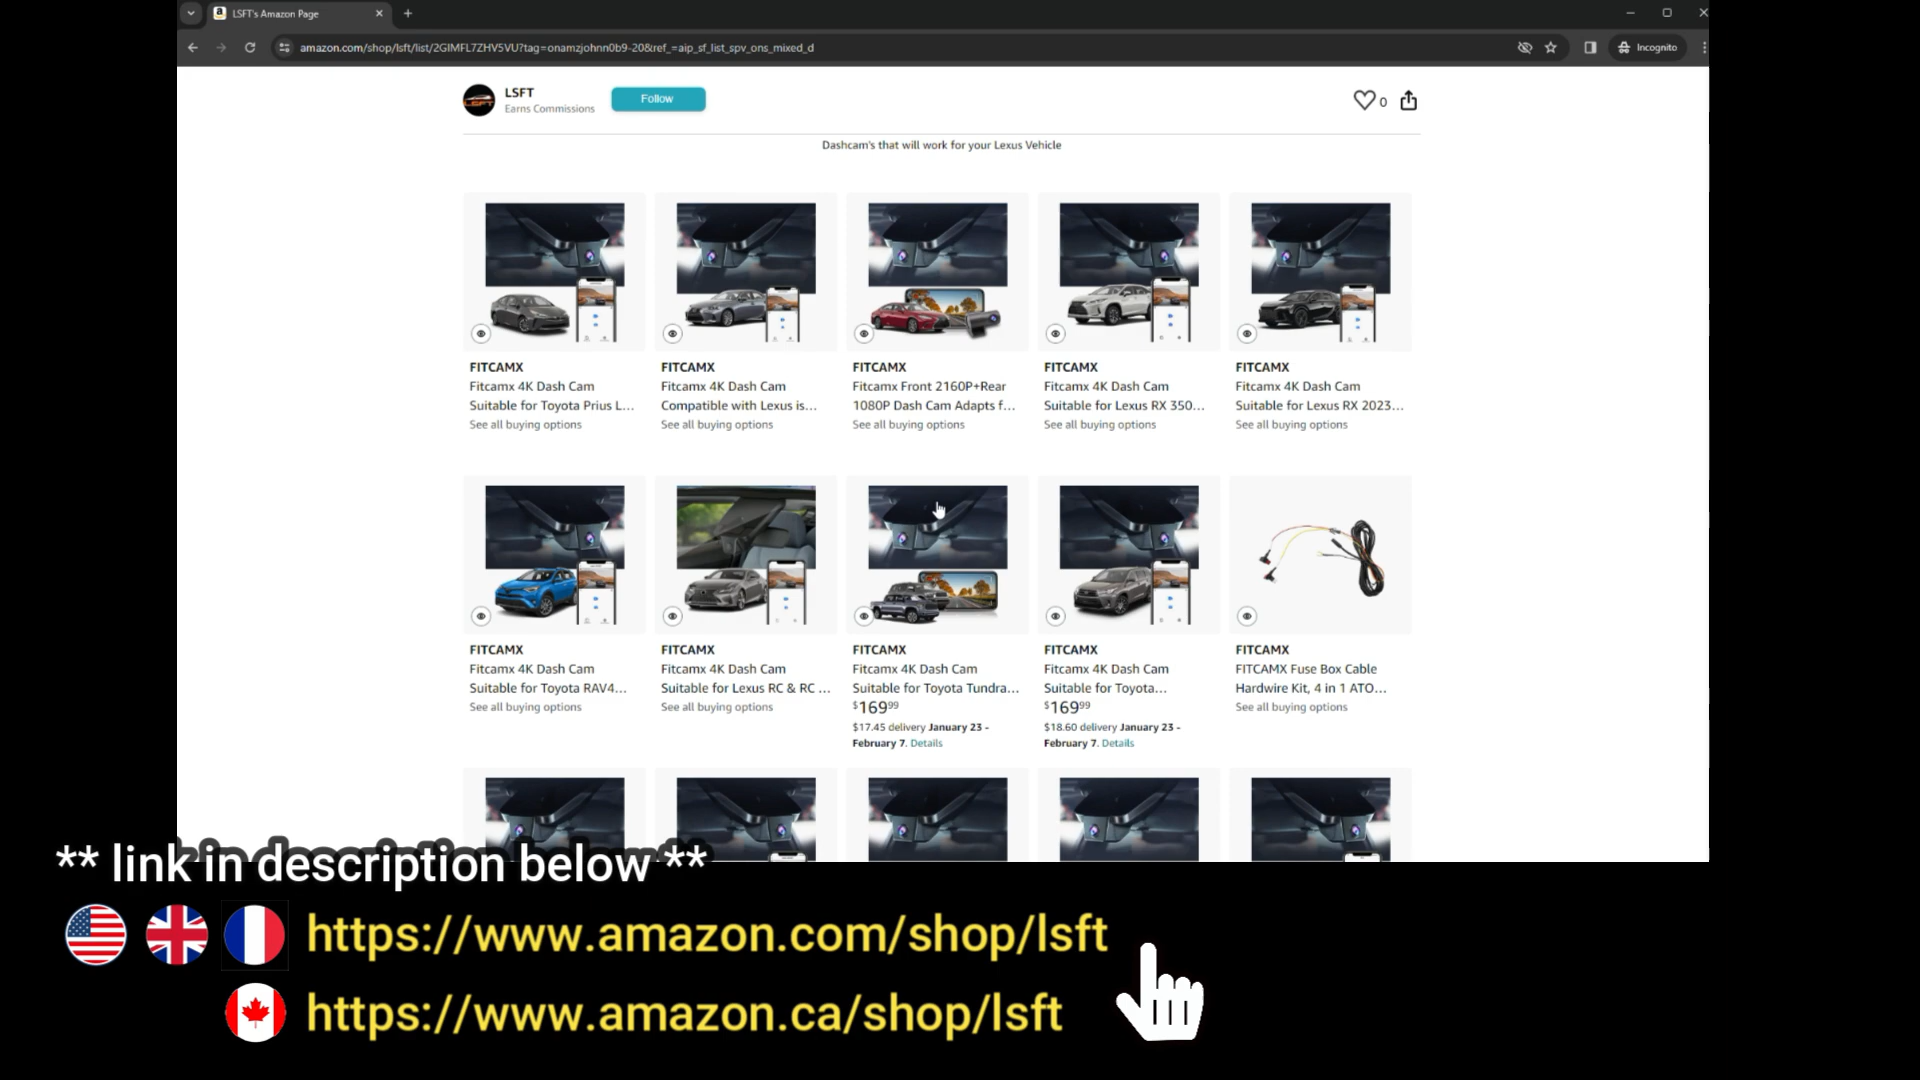 LSFT's Amazon Page
amazon.com/shop/lsft/list/2GIMFL7ZHV5VU?tag=onamzjohnn0b9-20&ref_=aip_sf_list_spv_ons_mixed_d
Incognito
LSFT
Earns Commissions
Follow
0
Dashcam's that will work for your Lexus Vehicle
FITCAMX
Fitcamx 4K Dash Cam
Suitable for Toyota Prius L...
See all buying options
FITCAMX
Fitcamx 4K Dash Cam
Compatible with Lexus is...
See all buying options
FITCAMX
Fitcamx Front 2160P+Rear
1080P Dash Cam Adapts f...
See all buying options
FITCAMX
Fitcamx 4K Dash Cam
Suitable for Lexus RX 350...
See all buying options
FITCAMX
Fitcamx 4K Dash Cam
Suitable for Lexus RX 2023...
See all buying options
FITCAMX
Fitcamx 4K Dash Cam
Suitable for Toyota RAV4...
See all buying options
FITCAMX
Fitcamx 4K Dash Cam
Suitable for Lexus RC & RC ...
See all buying options
FITCAMX
Fitcamx 4K Dash Cam
Suitable for Toyota Tundra...
$16999
$17.45 delivery January 23 -
February 7. Details
FITCAMX
Fitcamx 4K Dash Cam
Suitable for Toyota...
$16999
$18.60 delivery January 23 -
February 7. Details
FITCAMX
FITCAMX Fuse Box Cable
Hardwire Kit, 4 in 1 ATO...
See all buying options
** link in description below **
https://www.amazon.com/shop/lsft
https://www.amazon.ca/shop/lsft